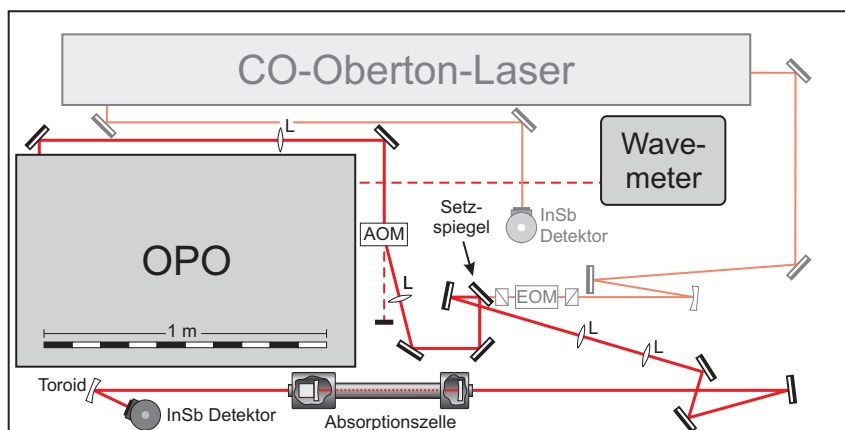 CO-Oberton-Laser
L
Wave-
meter
Setz-
spiegel
InSb
Detektor
AOM
OPO
L
EOM
1 m
L
L
Toroid
InSb Detektor
Absorptionszelle